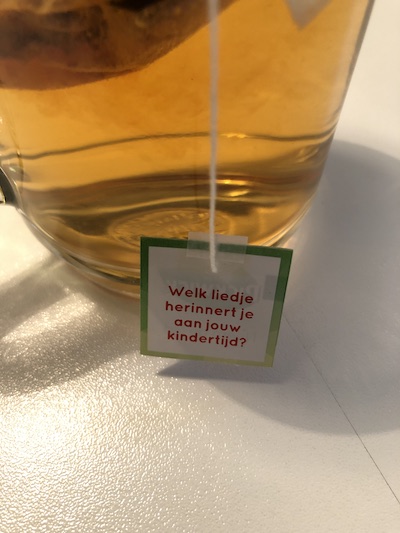 Welk liedje
herinnert je
aan jouw
kindertijd?